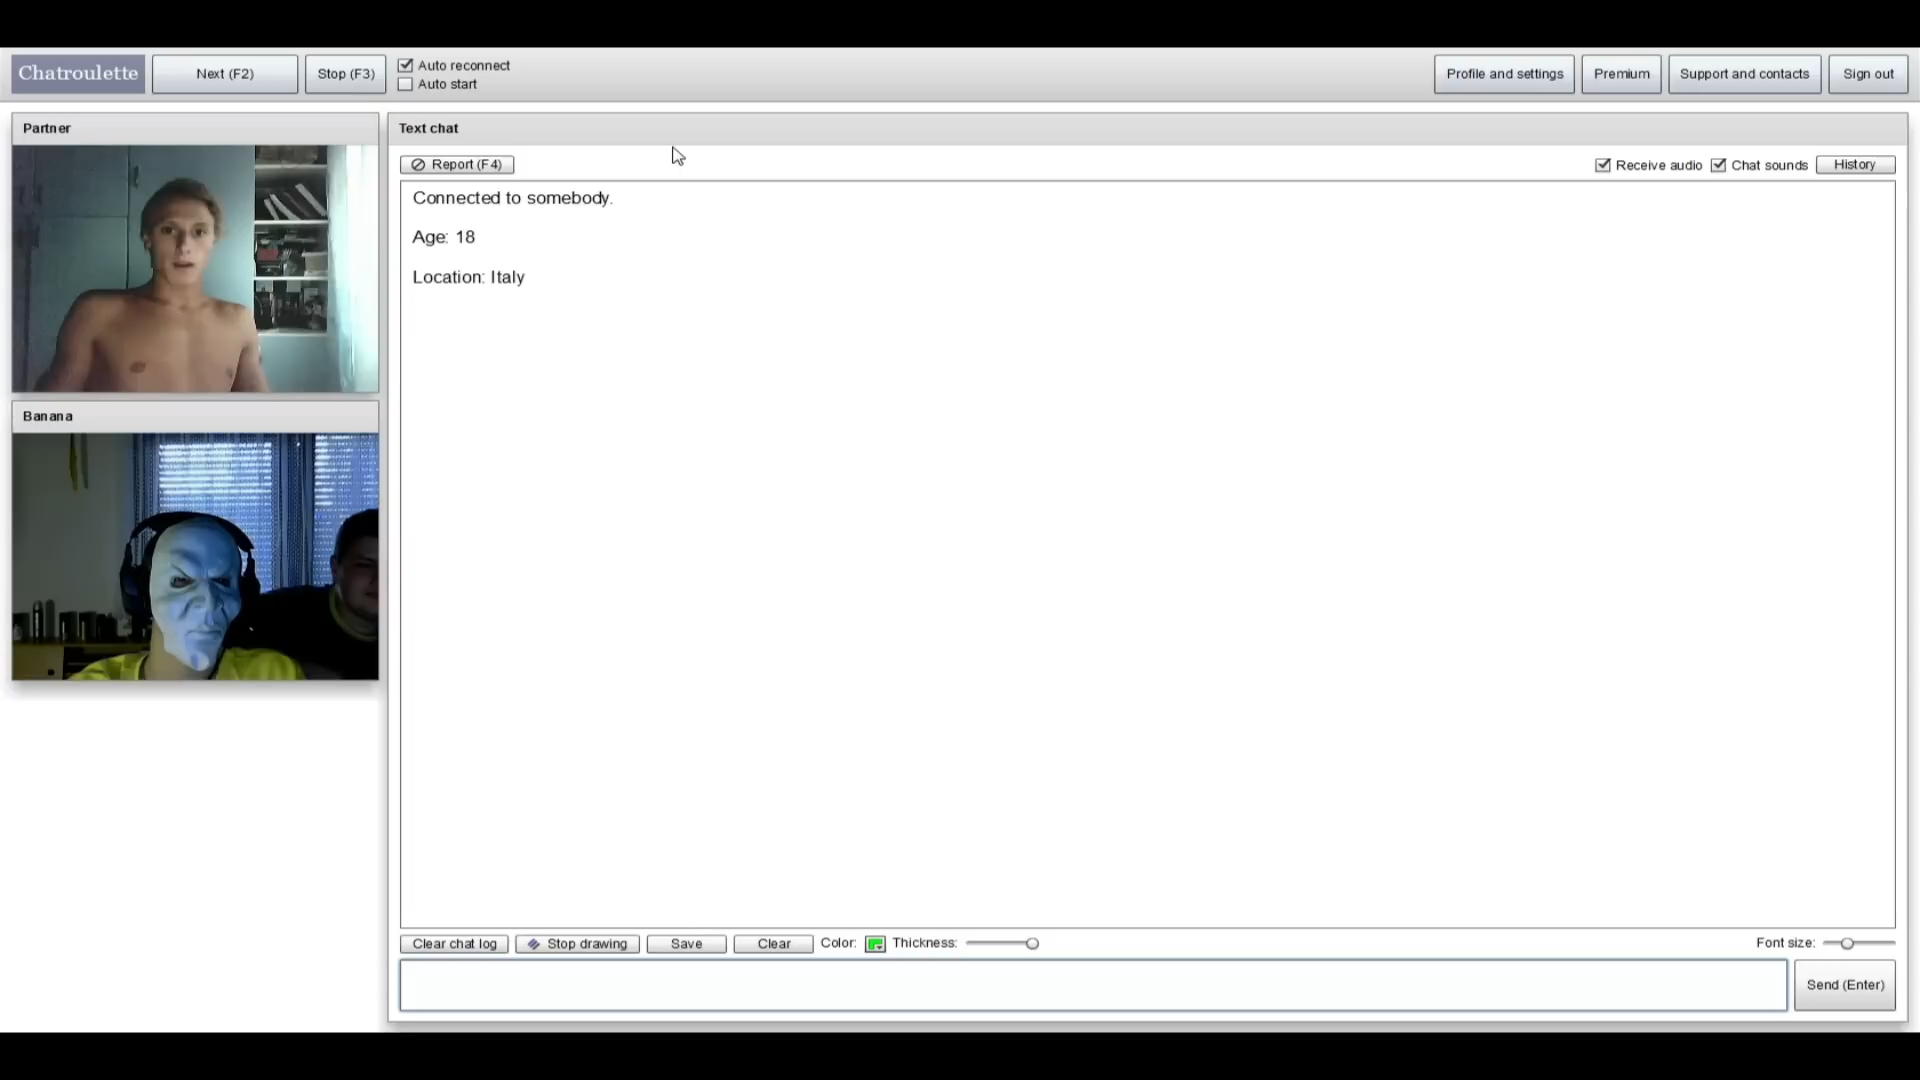 Chatroulette
Next (F2)
Stop (F3)
Auto reconnect
Auto start
Profile and settings
Premium
Support and contacts
Sign out
Partner
Text chat
Report (F4)
Receive audio
Chat sounds
History
Connected to somebody.
Age: 18
Location: Italy
Banana
Clear chat log
Stop drawing
Save
Clear
Color:
Thickness:
Font size:
Send (Enter)